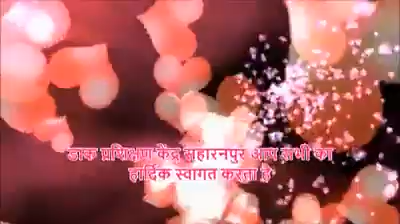 डाक प्रशिक्षण केंद्र सहारनपुर आप सभी का
हार्दिक स्वागत करता है